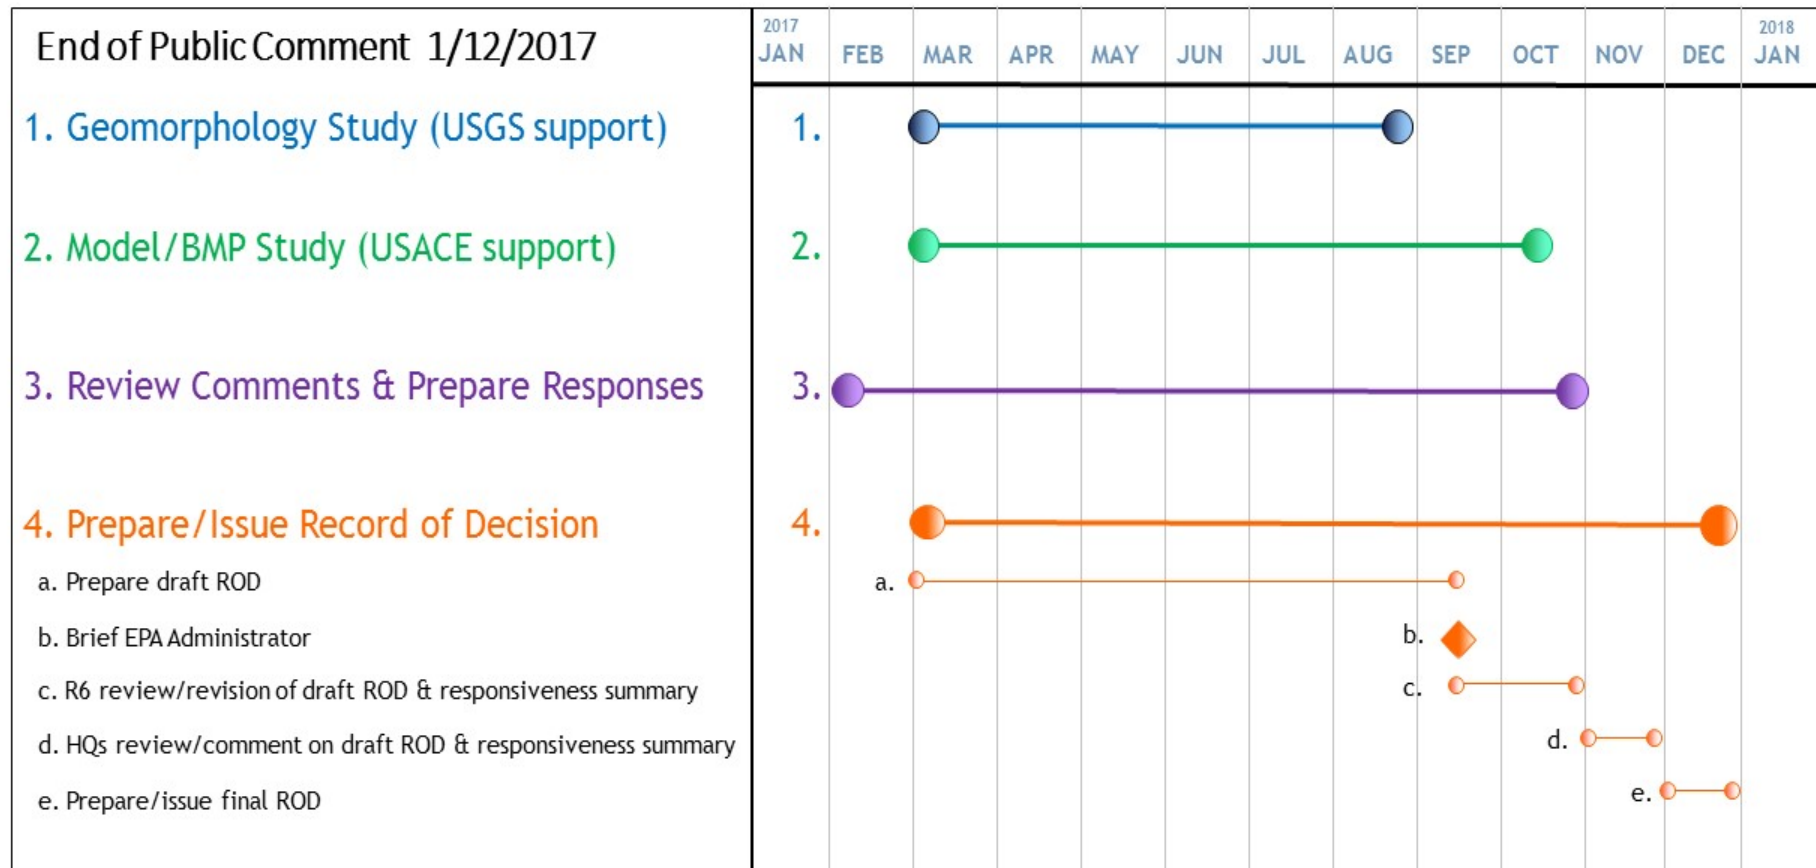 End of Public Comment 1/12/2017
2017
JAN FEB MAR APR MAY JUN JUL AUG SEP OCT NOV DEC
2018
JAN
1. Geomorphology Study (USGS support)
1.
2. Model/BMP Study (USACE support)
2.
3. Review Comments & Prepare Responses
3.
4. Prepare/Issue Record of Decision
4.
a. Prepare draft ROD
a.
b. Brief EPA Administrator
b.
c. R6 review/revision of draft ROD & responsiveness summary
c.
d. HQs review/comment on draft ROD & responsiveness summary
d.
e. Prepare/issue final ROD
e.